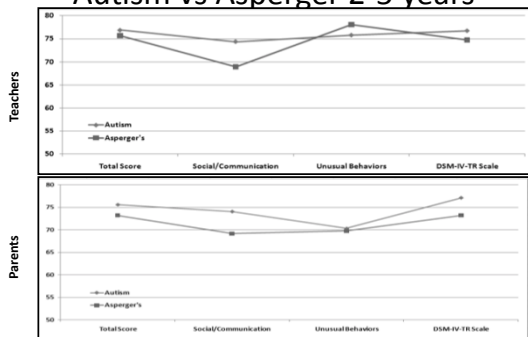 Autism vs Asperger 2-5 years
Teachers
80
75
70
65
60
55
50
Autism
Asperger's
Total Score Social/Communication Unusual Behaviors DSM-IV-TR Scale
Parents
80
75
70
65
60
55
50
Autism
Asperger's
Total Score Social/Communication Unusual Behaviors DSM-IV-TR Scale